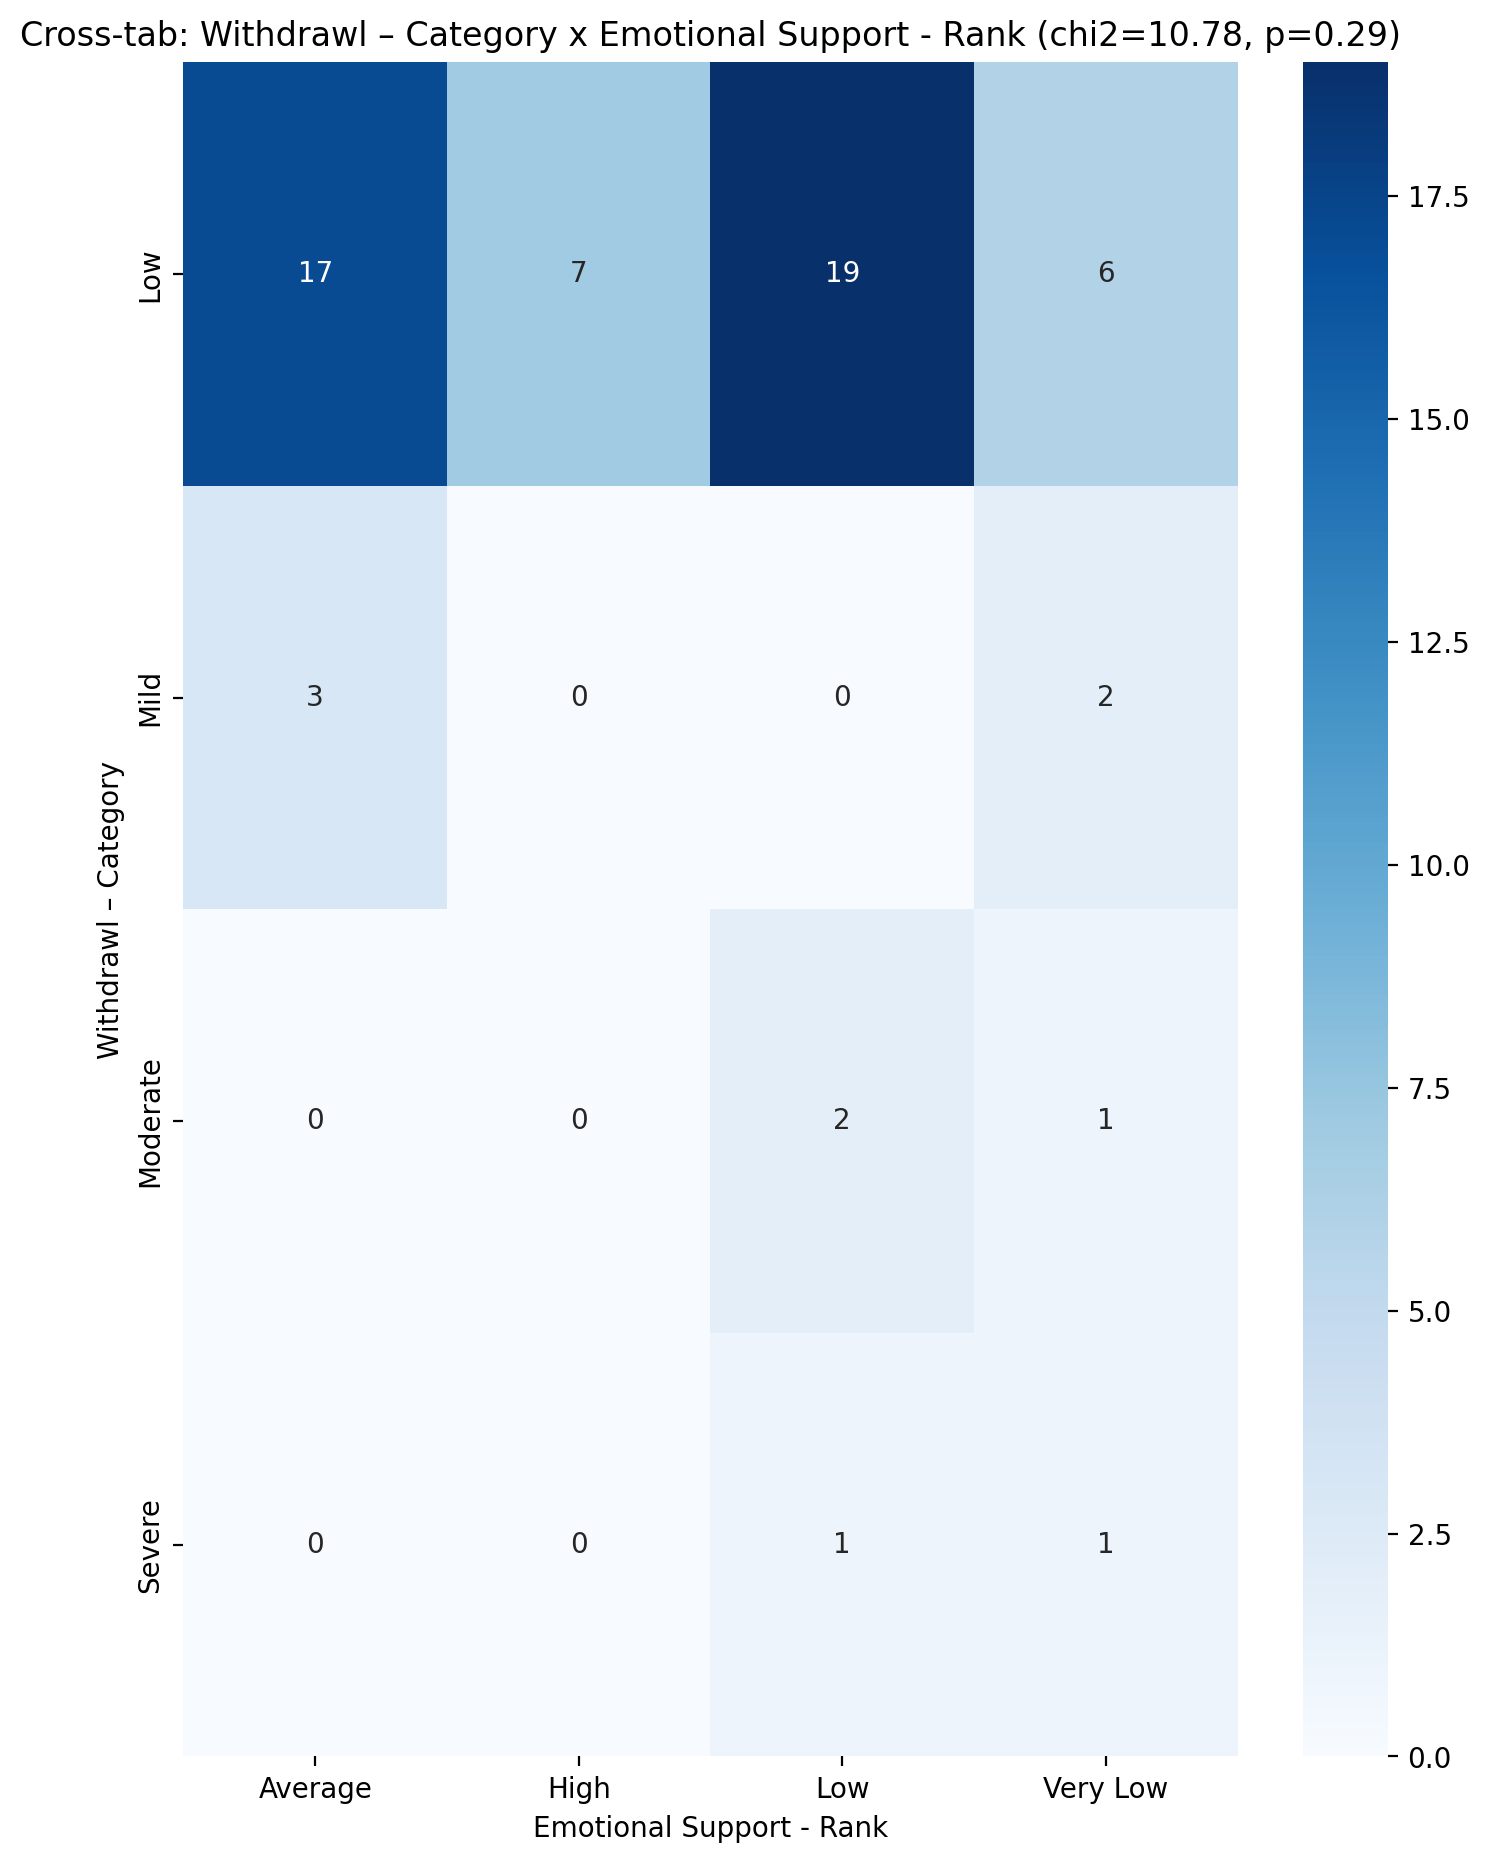 Cross-tab: Withdrawl – Category x Emotional Support - Rank (chi2=10.78, p=0.29)
Withdrawl – Category
Low
17 7 19 6
Mild
3 0 0 2
Moderate
0 0 2 1
Severe
0 0 1 1
Average High Low Very Low
Emotional Support - Rank
17.5
15.0
12.5
10.0
7.5
5.0
2.5
0.0